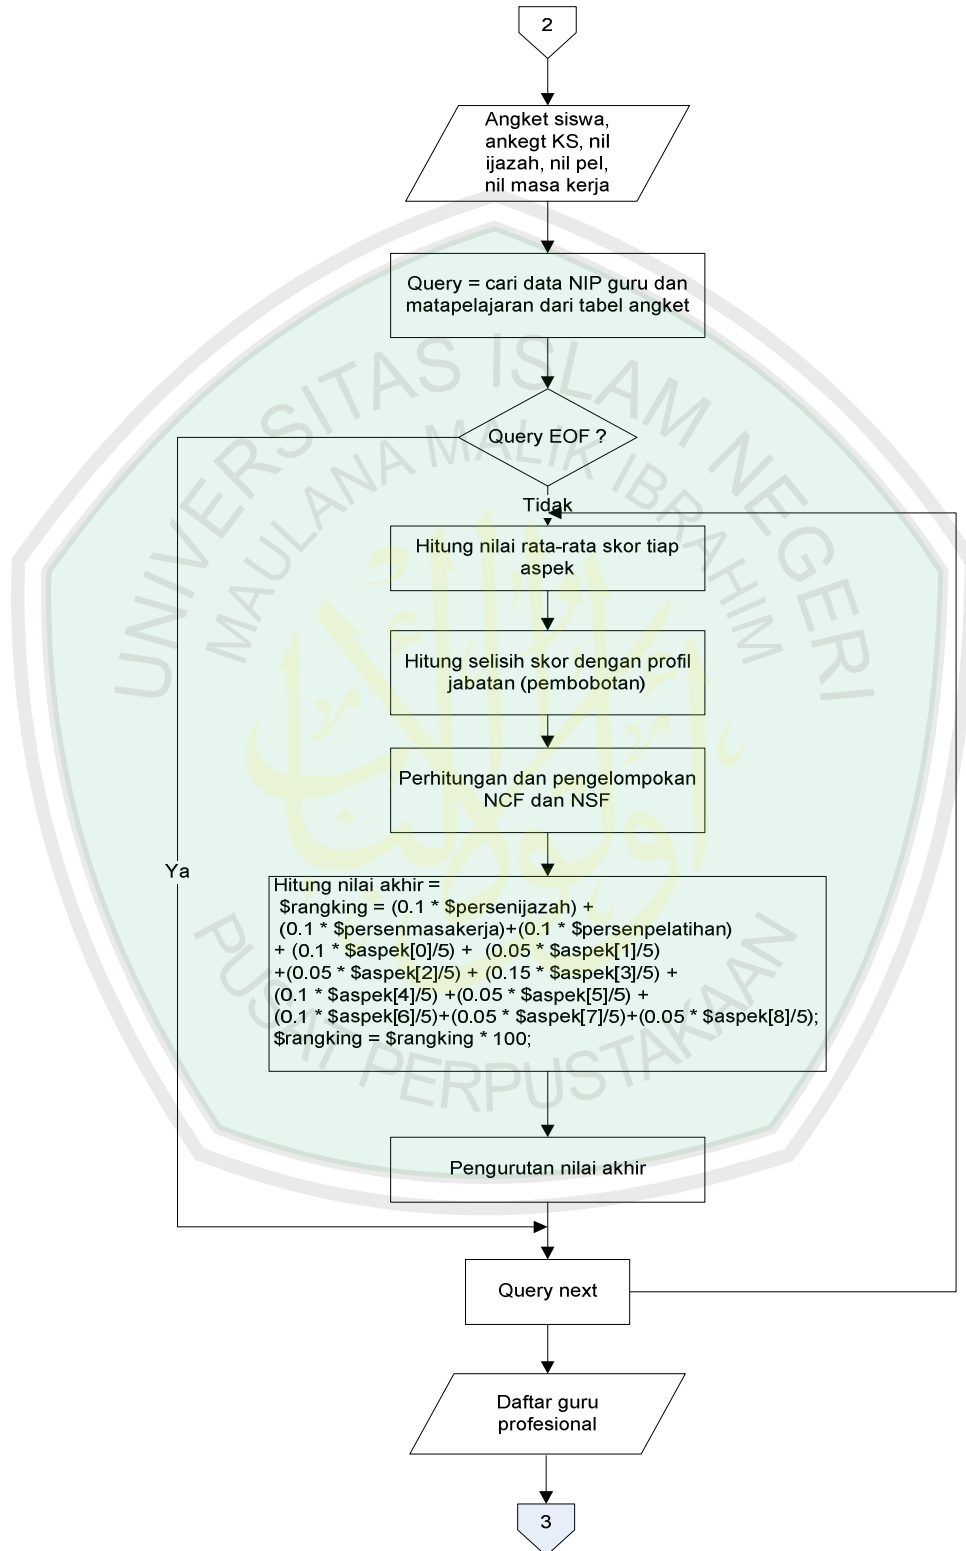 2
Angket siswa,
ankegt KS, nil
ijazah, nil pel,
nil masa kerja
Query = cari data NIP guru dan
matapelajaran dari tabel angket
Query EOF ?
Tidak
Hitung nilai rata-rata skor tiap
aspek
Hitung selisih skor dengan profil
jabatan (pembobotan)
Perhitungan dan pengelompokan
NCF dan NSF
Ya
Hitung nilai akhir =
$rangking = (0.1 * $persenijazah) +
(0.1 * $persenmasakerja)+(0.1 * $persenpelatihan)
+ (0.1 * $aspek[0]/5) + (0.05 * $aspek[1]/5)
+(0.05 * $aspek[2]/5) + (0.15 * $aspek[3]/5) +
(0.1 * $aspek[4]/5) +(0.05 * $aspek[5]/5) +
(0.1 * $aspek[6]/5)+(0.05 * $aspek[7]/5)+(0.05 * $aspek[8]/5);
$rangking = $rangking * 100;
Pengurutan nilai akhir
Query next
Daftar guru
profesional
3
UNIVERSITAS ISLAM NEGERI
MAULANA MALIK IBRAHIM
PUSAT PERPUSTAKAAN